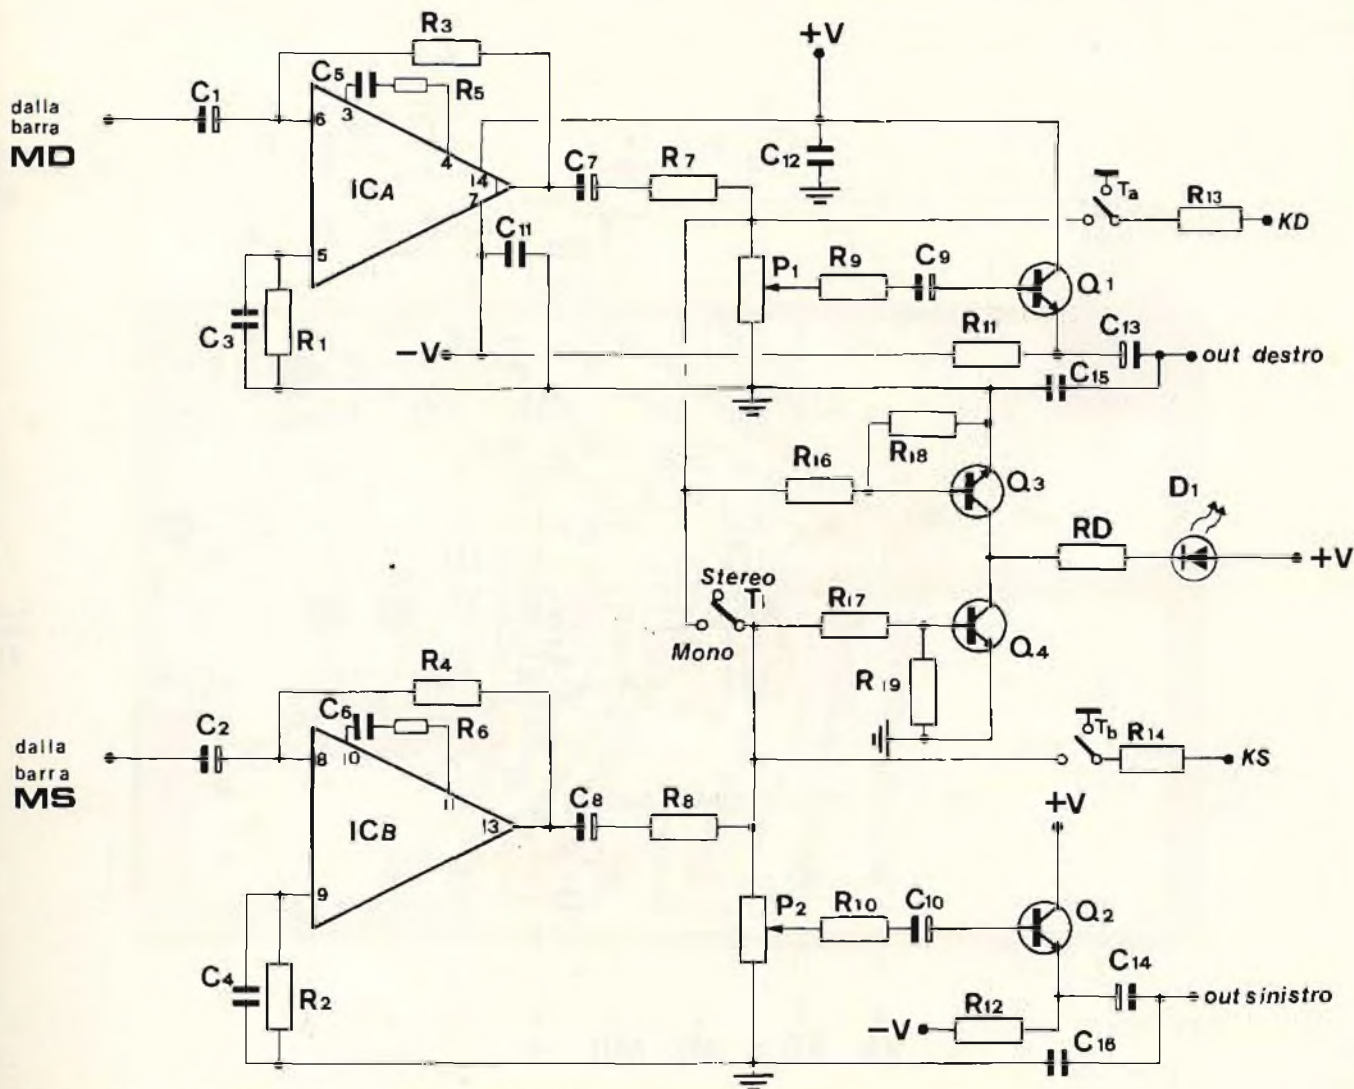 R3
+V
C5
R5
C1
dalla
barra
MD
6
3
4
ICA
14
7
C7
R7
C12
Ta
R13
KD
C11
5
P1
R9
C9
Q1
C3
R1
−V
R11
C13
out destro
C15
R18
R16
Q3
D1
RD
+V
Stereo
T1
R17
Mono
Q4
R19
R4
C6
R6
C2
dalla
barra
MS
8
10
11
ICB
13
C8
R8
Tb
R14
KS
+V
9
P2
R10
C10
Q2
C4
R2
C14
out sinistro
−V
R12
C16